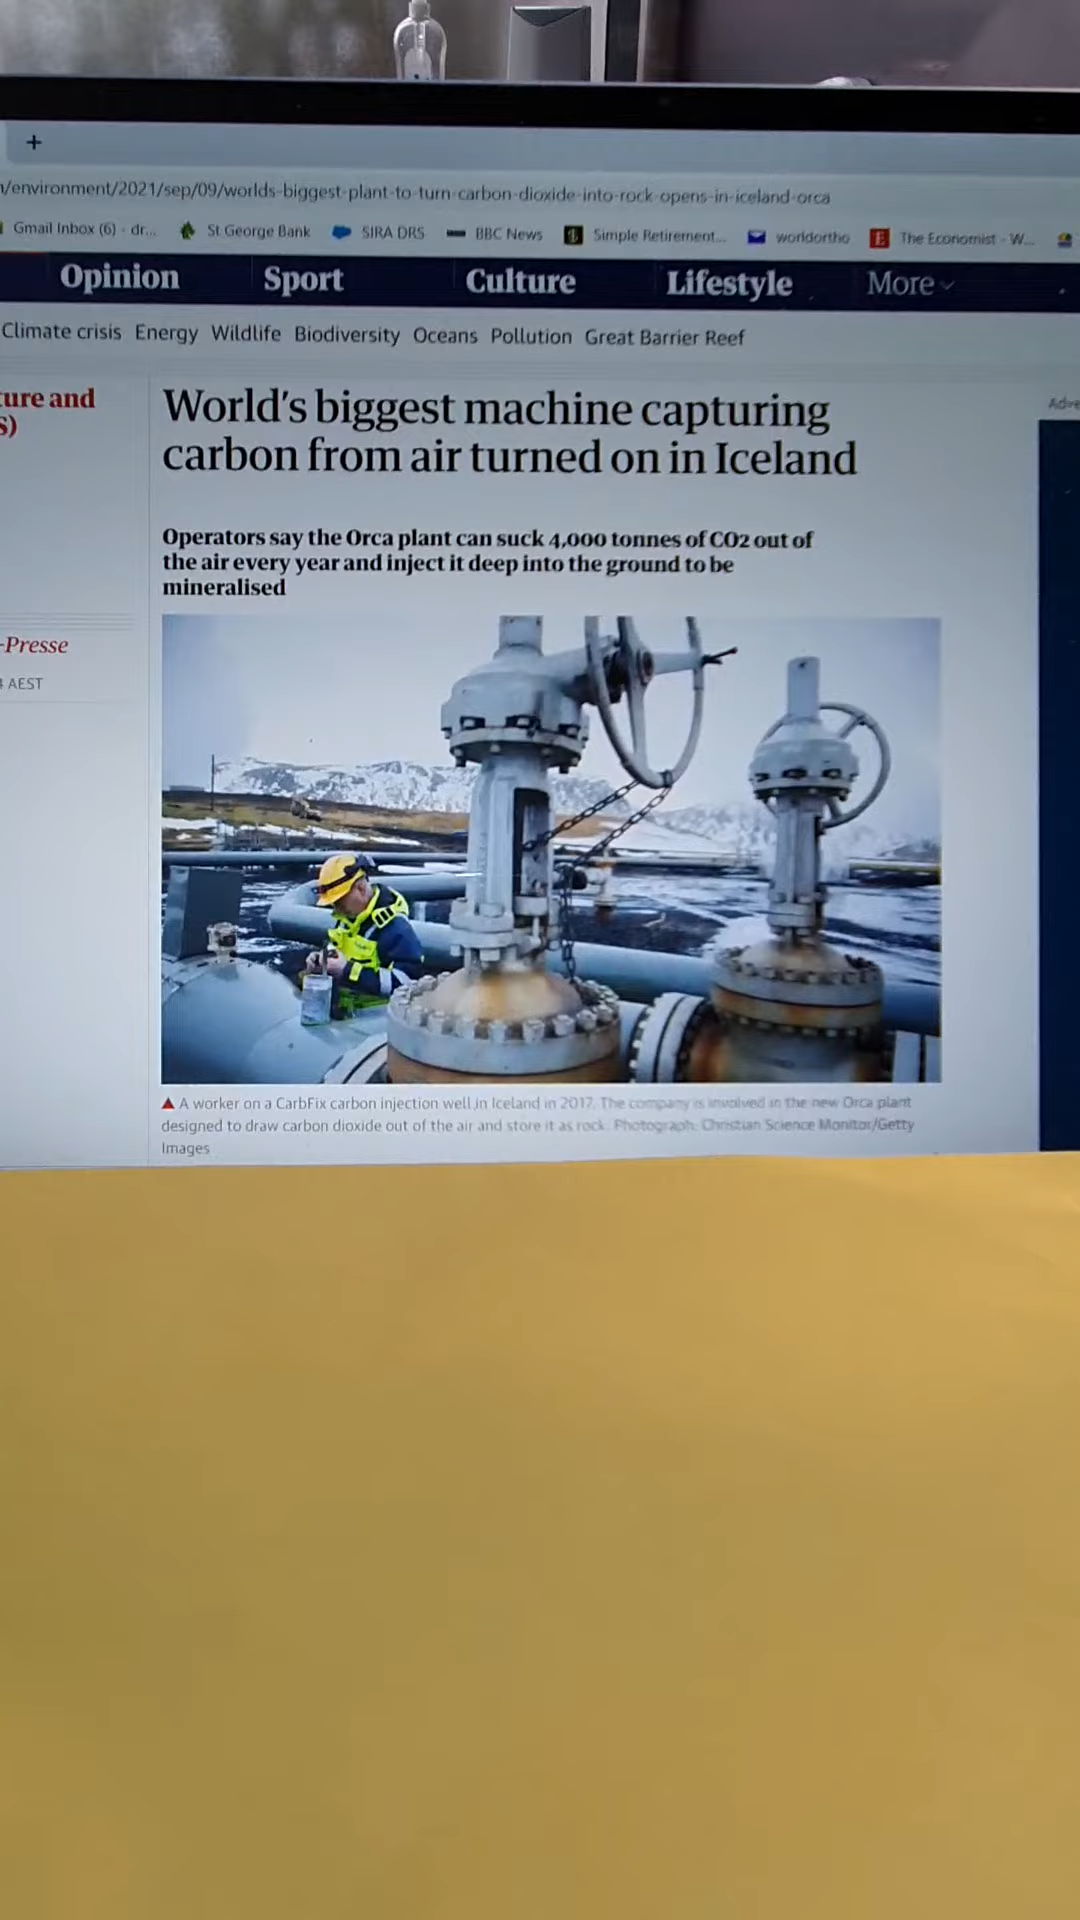 +
/environment/2021/sep/09/worlds-biggest-plant-to-turn-carbon-dioxide-into-rock-opens-in-iceland-orca
Gmail Inbox (6) - dr... St George Bank SIRA DRS BBC News Simple Retirement... worldortho E The Economist - W...
Opinion Sport Culture Lifestyle More
Climate crisis Energy Wildlife Biodiversity Oceans Pollution Great Barrier Reef
ture and
s)
Adve
World's biggest machine capturing
carbon from air turned on in Iceland
Operators say the Orca plant can suck 4,000 tonnes of CO2 out of
the air every year and inject it deep into the ground to be
mineralised
-Presse
AEST
A worker on a CarbFix carbon injection well in Iceland in 2017. The company is involved in the new Orca plant
designed to draw carbon dioxide out of the air and store it as rock. Photograph: Christian Science Monitor/Getty
Images